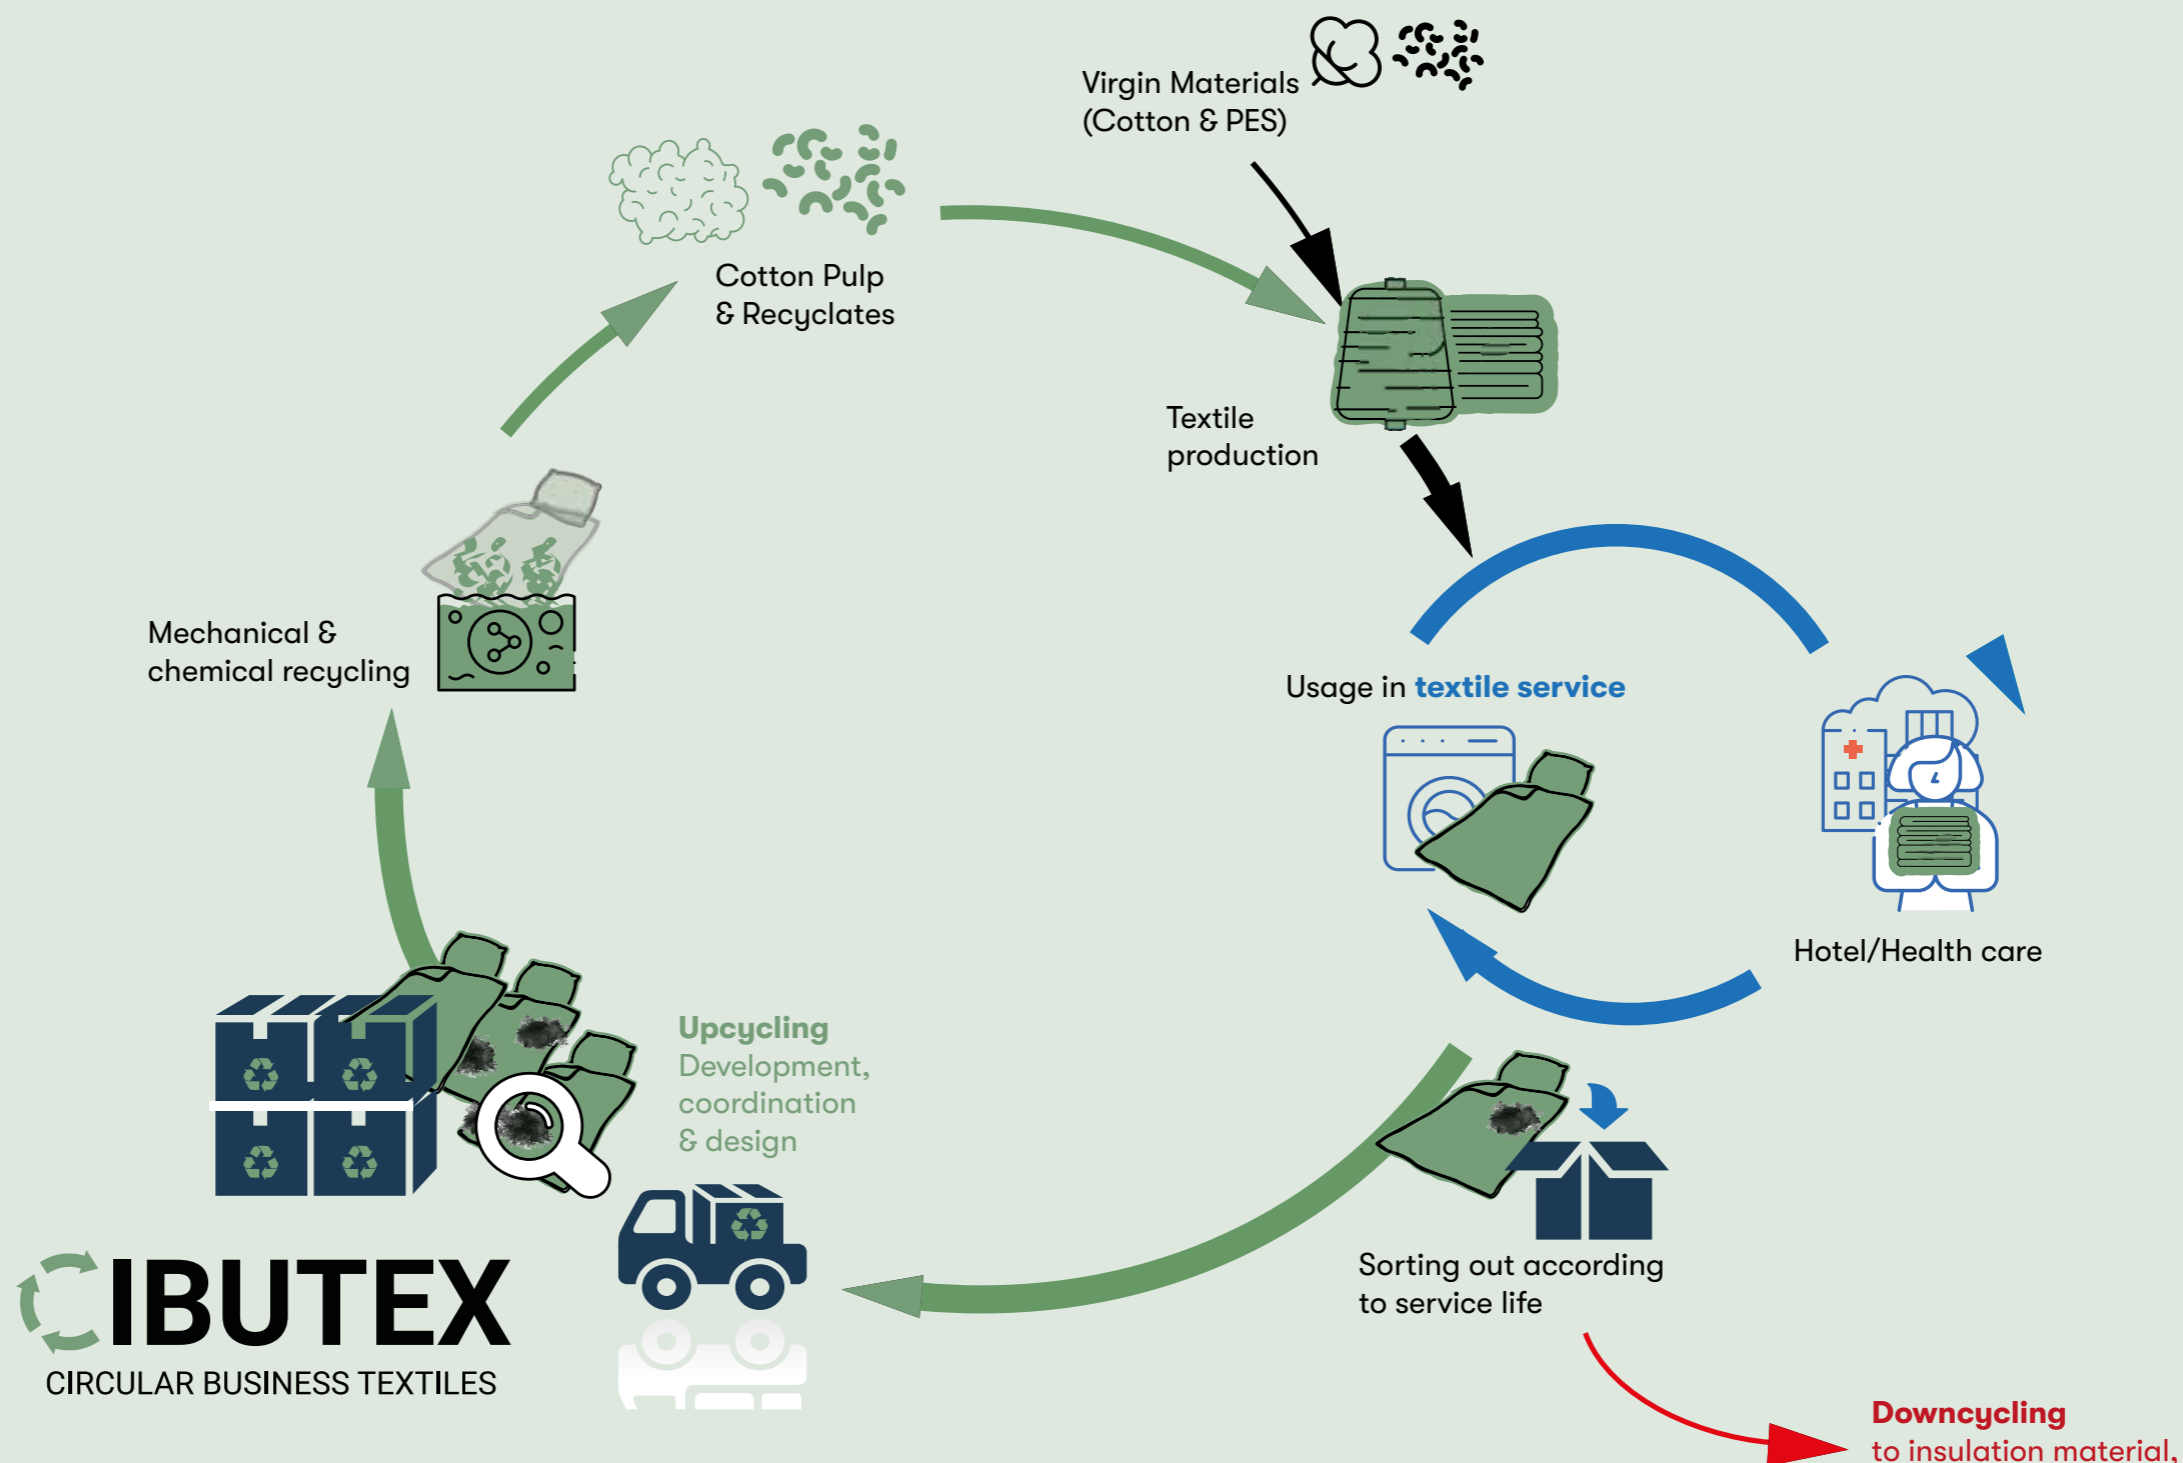 Virgin Materials
(Cotton & PES)
Cotton Pulp
& Recyclates
Textile
production
Mechanical &
chemical recycling
Usage in textile service
Hotel/Health care
Upcycling
Development,
coordination
& design
Sorting out according
to service life
CIBUTEX
CIRCULAR BUSINESS TEXTILES
Downcycling
to insulation material,